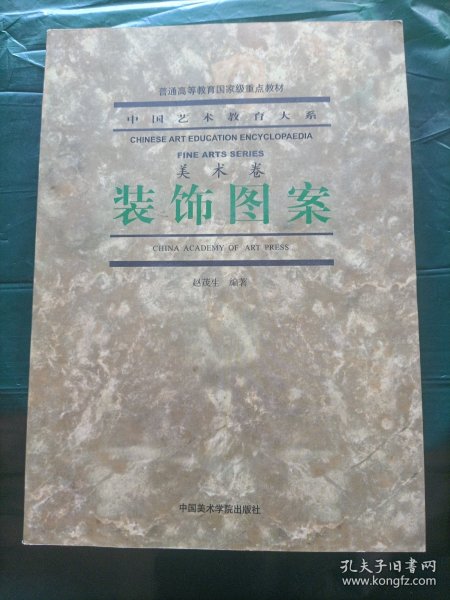 普通高等教育国家级重点教材
中国艺术教育大系
CHINESE ART EDUCATION ENCYCLOPAEDIA
FINE ARTS SERIES
美术卷
装饰图案
CHINA ACADEMY OF ART PRESS
赵茂生 编著
中国美术学院出版社
孔夫子旧书网
www.kongfz.com